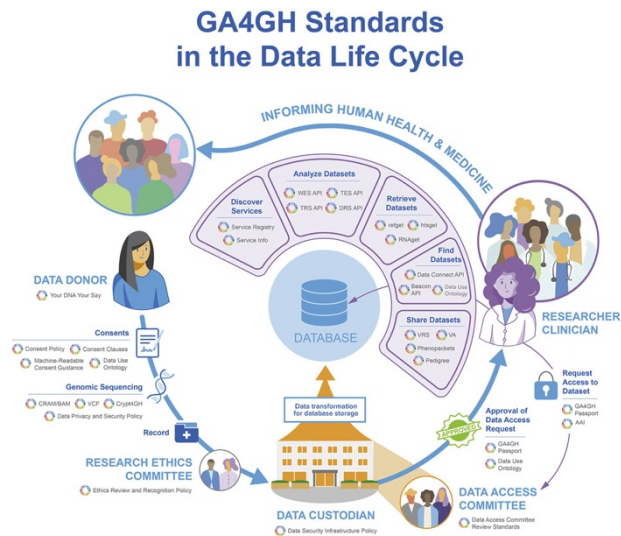 GA4GH Standards
in the Data Life Cycle
INFORMING HUMAN HEALTH & MEDICINE
Analyze Datasets
WES API
TES API
TRS API
DRS API
Discover
Services
Service Registry
Service Info
Retrieve
Datasets
refget
htsget
RNAget
Find
Datasets
Data Connect API
Beacon
API
Data Use
Ontology
Share Datasets
VRS
VA
Phenopackets
Pedigree
DATABASE
DATA DONOR
Your DNA Your Say
RESEARCHER
CLINICIAN
Consents
Consent Policy
Consent Clauses
Machine-Readable
Consent Guidance
Data Use
Ontology
Genomic Sequencing
CRAM/BAM
VCF
Crypt4GH
Data Privacy and Security Policy
Record
RESEARCH ETHICS
COMMITTEE
Ethics Review and Recognition Policy
Data transformation
for database storage
DATA CUSTODIAN
Data Security Infrastructure Policy
APPROVED
Approval of
Data Access
Request
GA4GH
Passport
Data Use
Ontology
Request
Access to
Dataset
GA4GH
Passport
AAI
DATA ACCESS
COMMITTEE
Data Access Committee
Review Standards